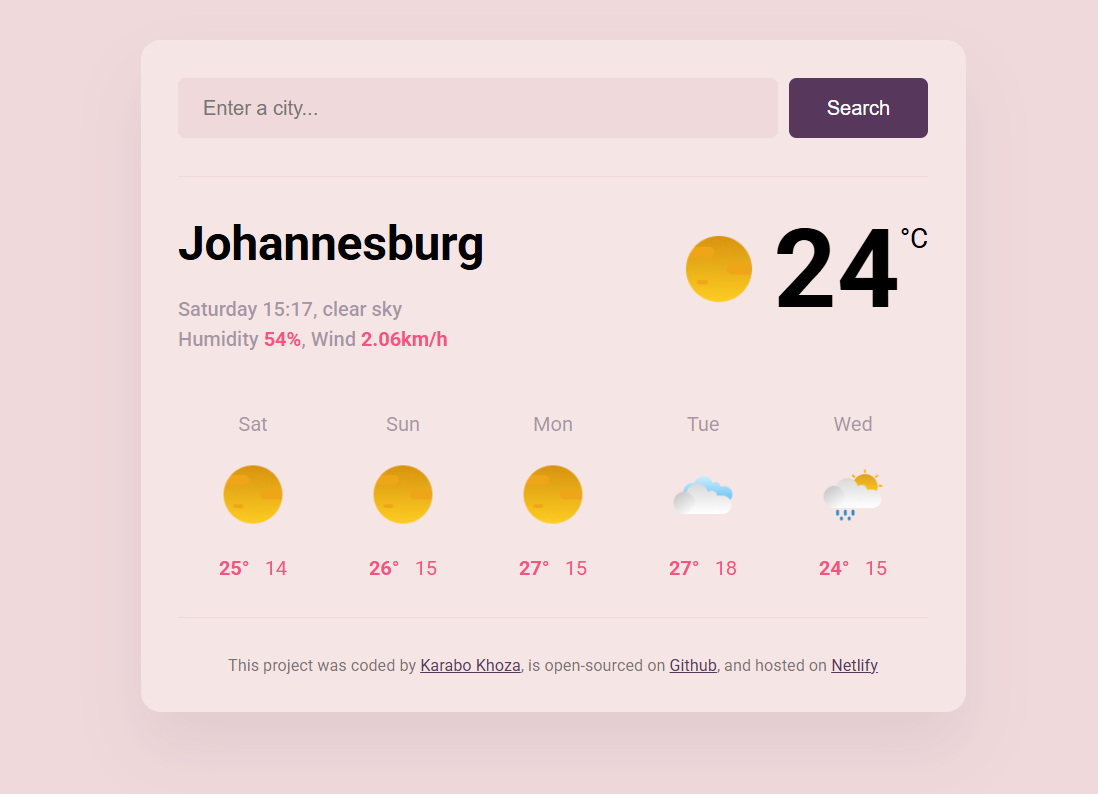 Enter a city...
Search
Johannesburg
24 °C
Saturday 15:17, clear sky
Humidity 54%, Wind 2.06km/h
Sat Sun Mon Tue Wed
25° 14 26° 15 27° 15 27° 18 24° 15
This project was coded by Karabo Khoza, is open-sourced on Github, and hosted on Netlify